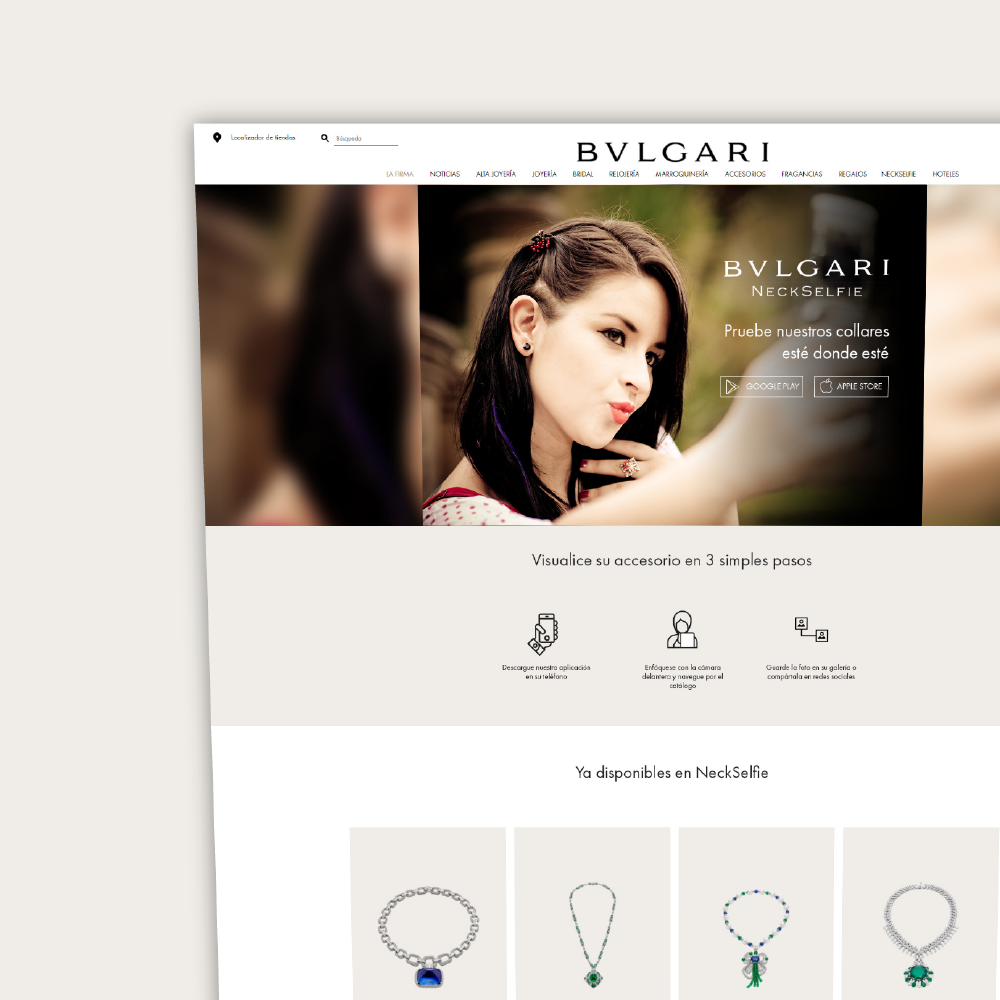 Localizador de tiendas
Búsqueda
BVLGARI
LA FIRMA NOTICIAS ALTA JOYERÍA JOYERÍA BRIDAL RELOJERÍA MARROQUINERÍA ACCESORIOS FRAGANCIAS REGALOS NECKSELFIE HOTELES
BVLGARI
NECKSELFIE
Pruebe nuestros collares
esté donde esté
GOOGLE PLAY
APPLE STORE
Visualice su accesorio en 3 simples pasos
Descargue nuestra aplicación
en su teléfono
Enfóquese con la cámara
delantera y navegue por el
catálogo
Guarde la foto en su galería o
compártala en redes sociales
Ya disponibles en NeckSelfie